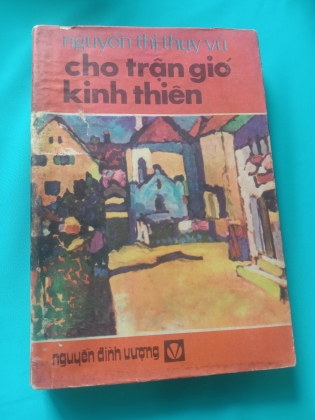 nguyễn thị thụy vũ
cho trận gió
kinh thiên
nguyễn đình vượng